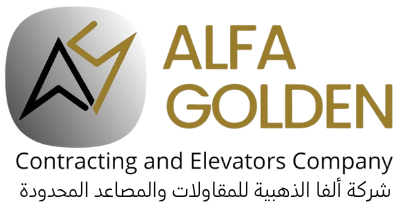 ALFA
GOLDEN
Contracting and Elevators Company
شركة ألفا الذهبية للمقاولات والمصاعد المحدودة